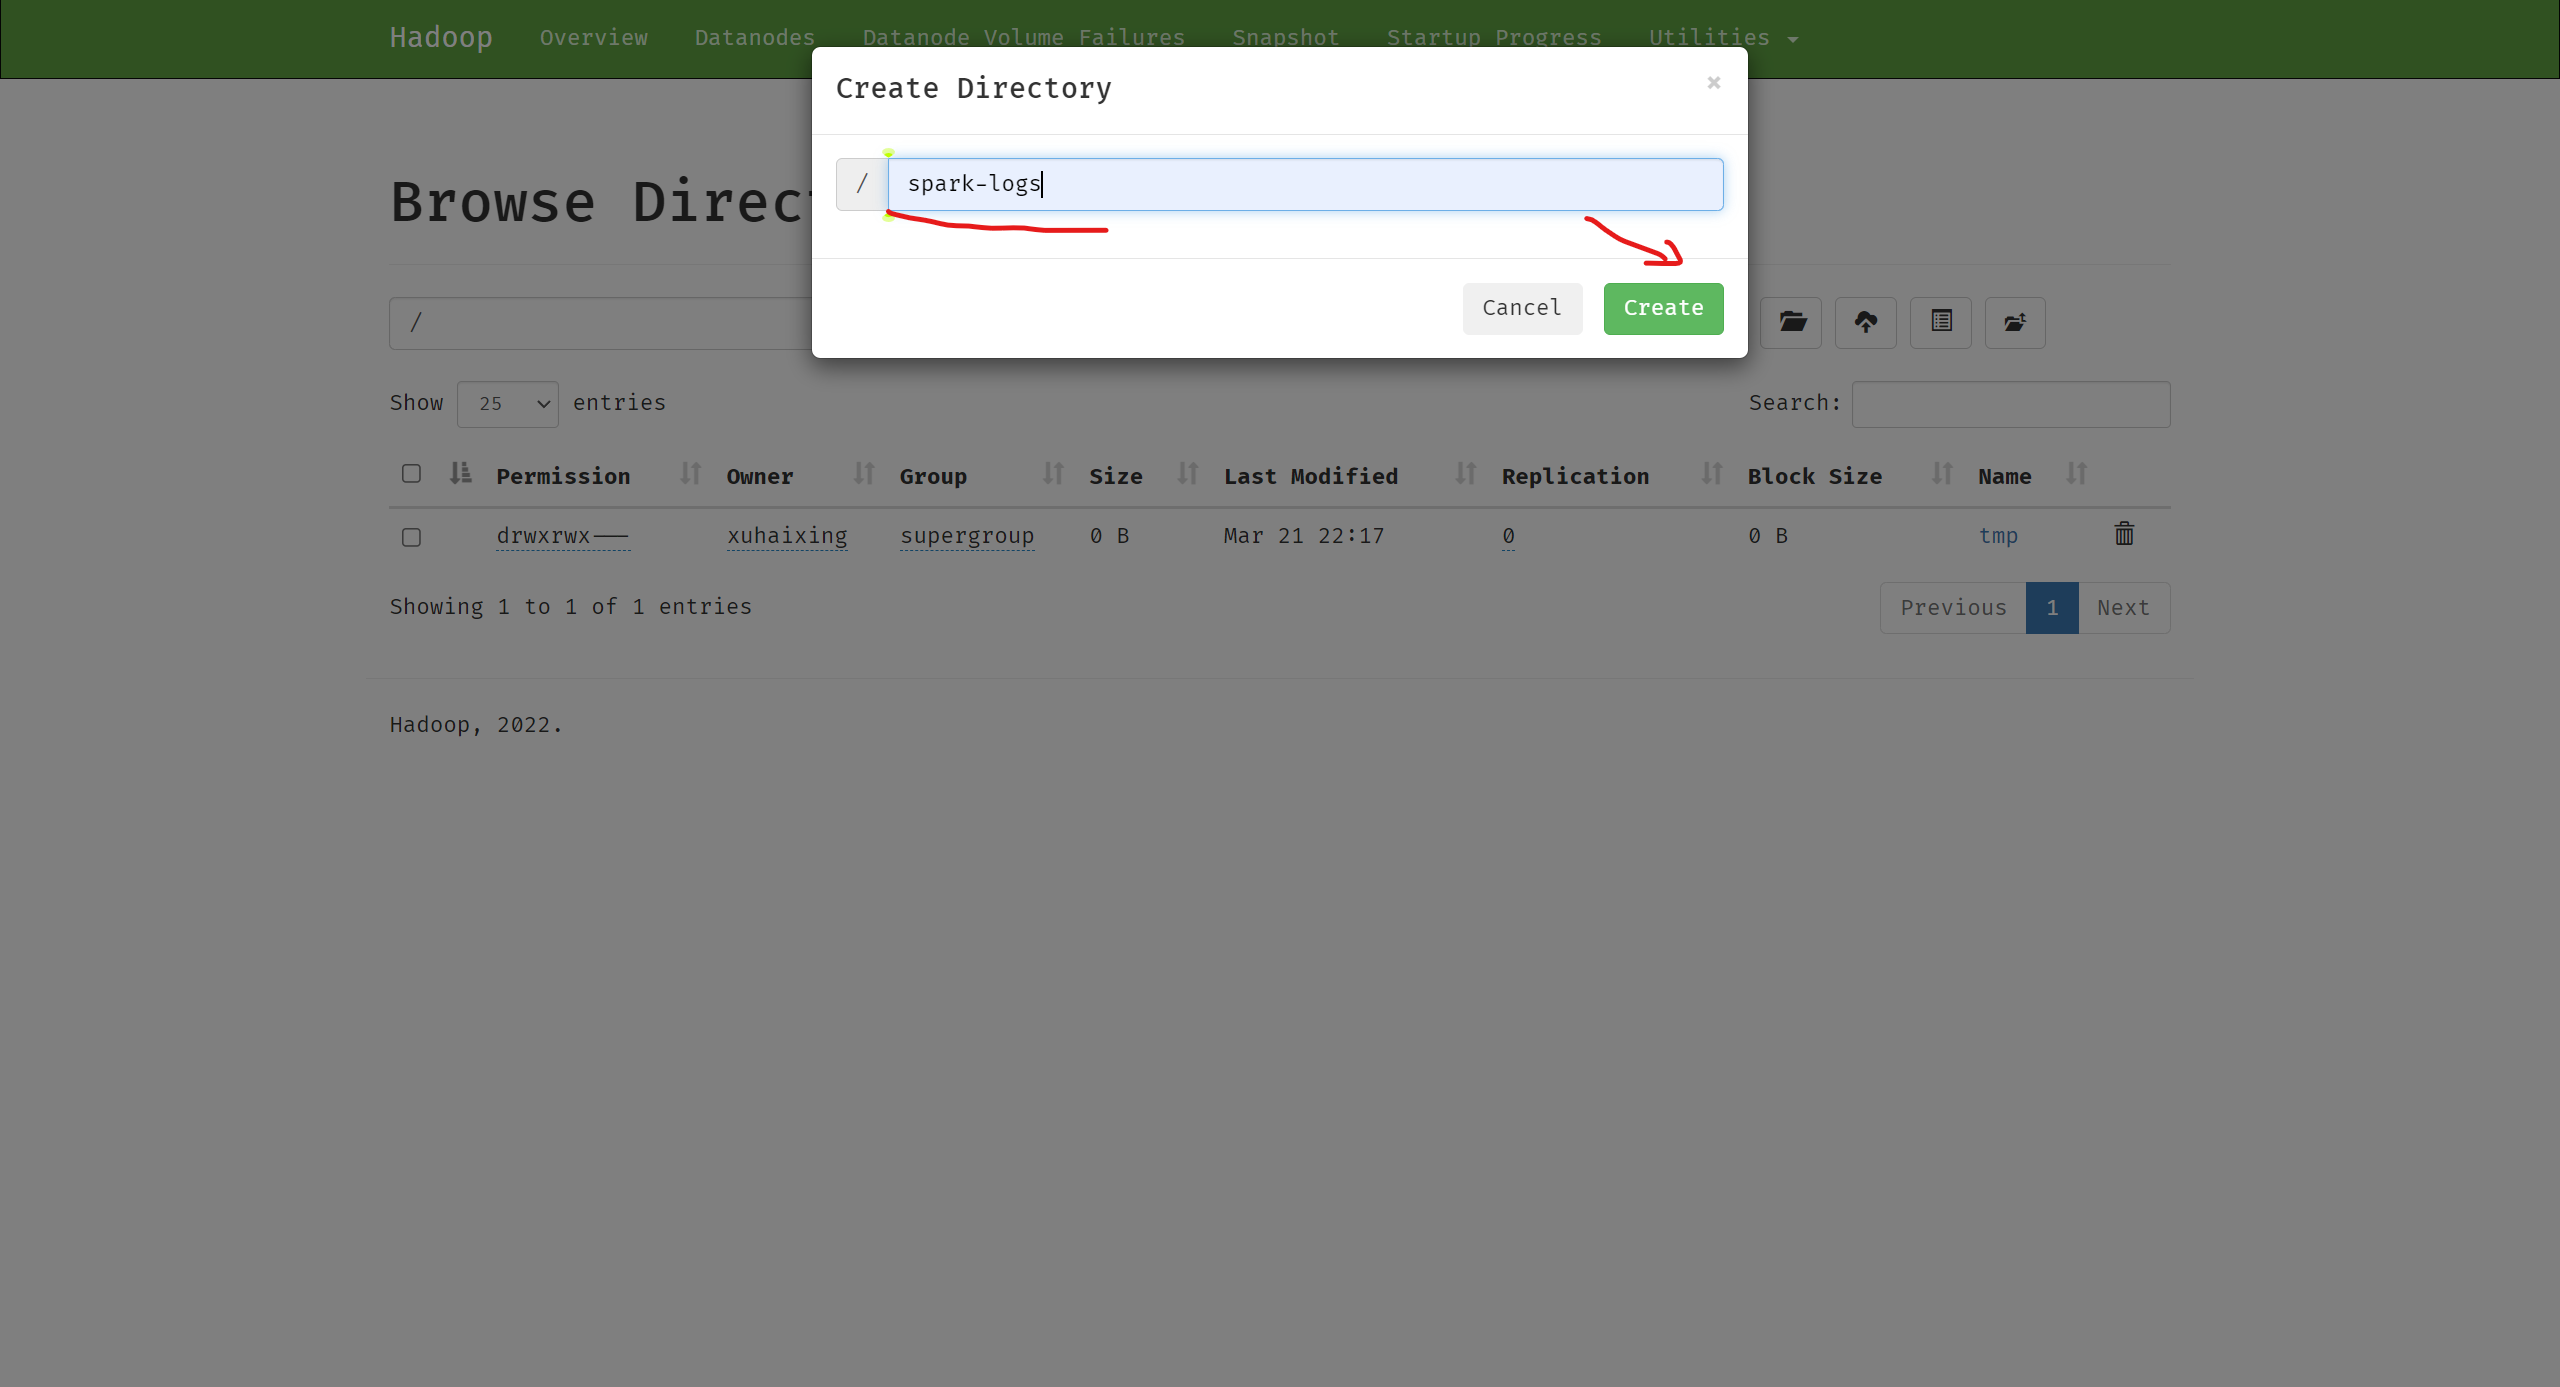 Hadoop Overview Datanodes Datanode Volume Failures Snapshot Startup Progress Utilities
Create Directory ×
/ spark-logs
Cancel Create
Browse Direc
/
Show 25 entries Search:
Permission Owner Group Size Last Modified Replication Block Size Name
drwxrwx--- xuhaixing supergroup 0 B Mar 21 22:17 0 0 B tmp
Showing 1 to 1 of 1 entries Previous 1 Next
Hadoop, 2022.